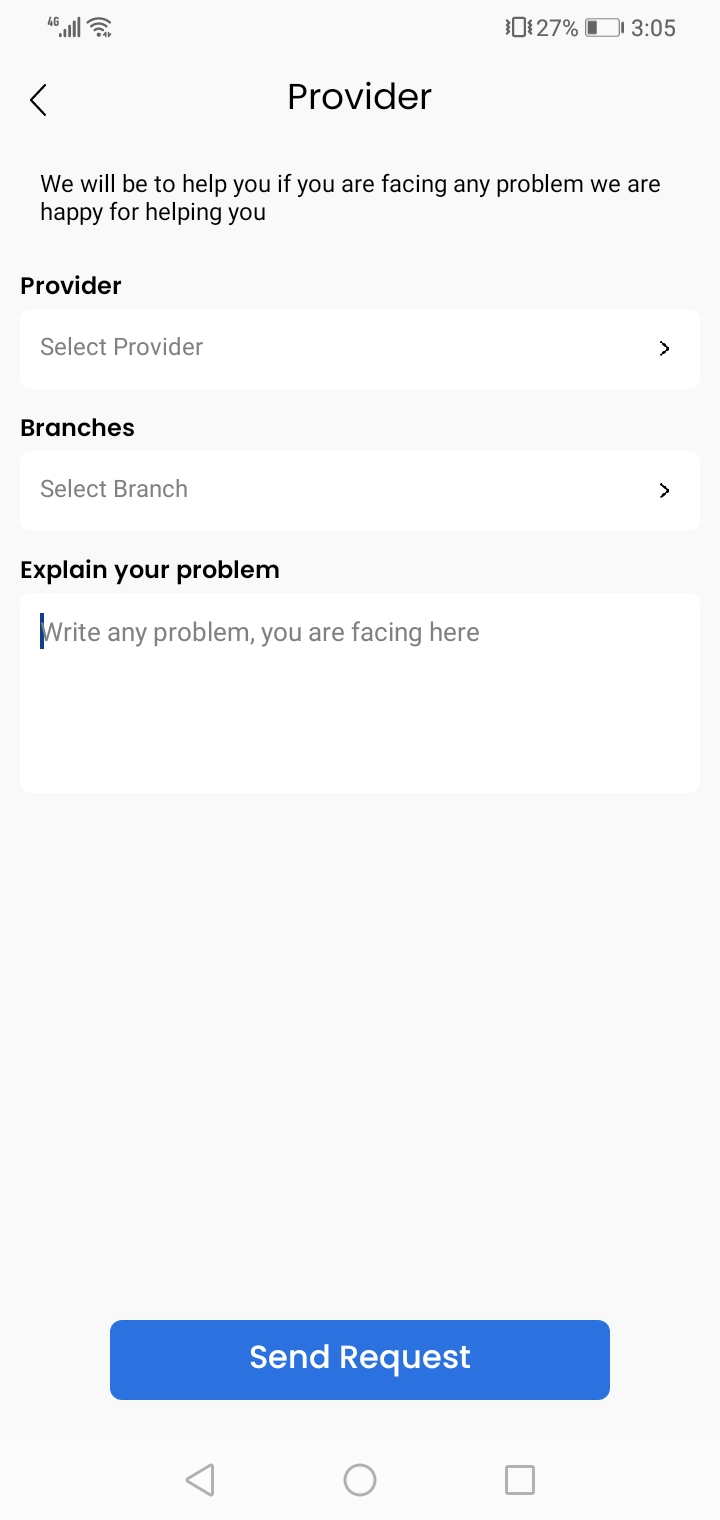 4G 27% 3:05
Provider
We will be to help you if you are facing any problem we are
happy for helping you
Provider
Select Provider
Branches
Select Branch
Explain your problem
Write any problem, you are facing here
Send Request